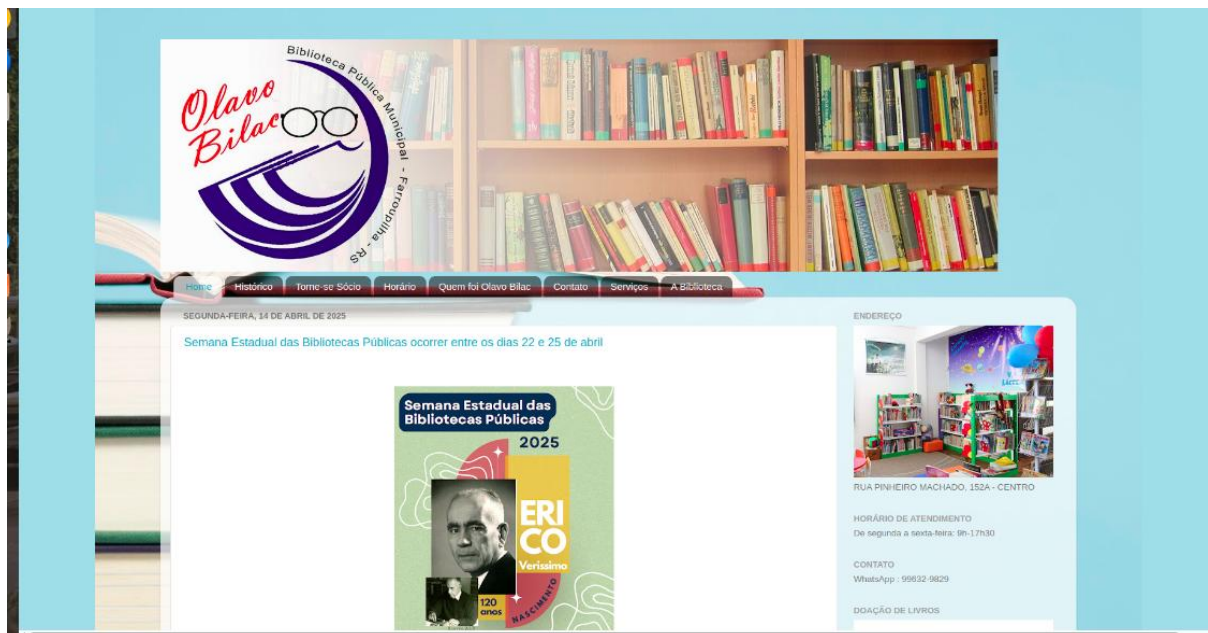 Biblioteca Pública Municipal - Farroupilha - RS
Olavo
Bilac
Home Histórico Torne-se Sócio Horário Quem foi Olavo Bilac Contato Serviços A Biblioteca
SEGUNDA-FEIRA, 14 DE ABRIL DE 2025
Semana Estadual das Bibliotecas Públicas ocorrer entre os dias 22 e 25 de abril
Semana Estadual das
Bibliotecas Públicas
2025
ERI
CO
Verissimo
120
anos
NASCIMENTO
ENDEREÇO
RUA PINHEIRO MACHADO, 152A - CENTRO
HORÁRIO DE ATENDIMENTO
De segunda a sexta-feira: 9h-17h30
CONTATO
WhatsApp : 99632-9829
DOAÇÃO DE LIVROS